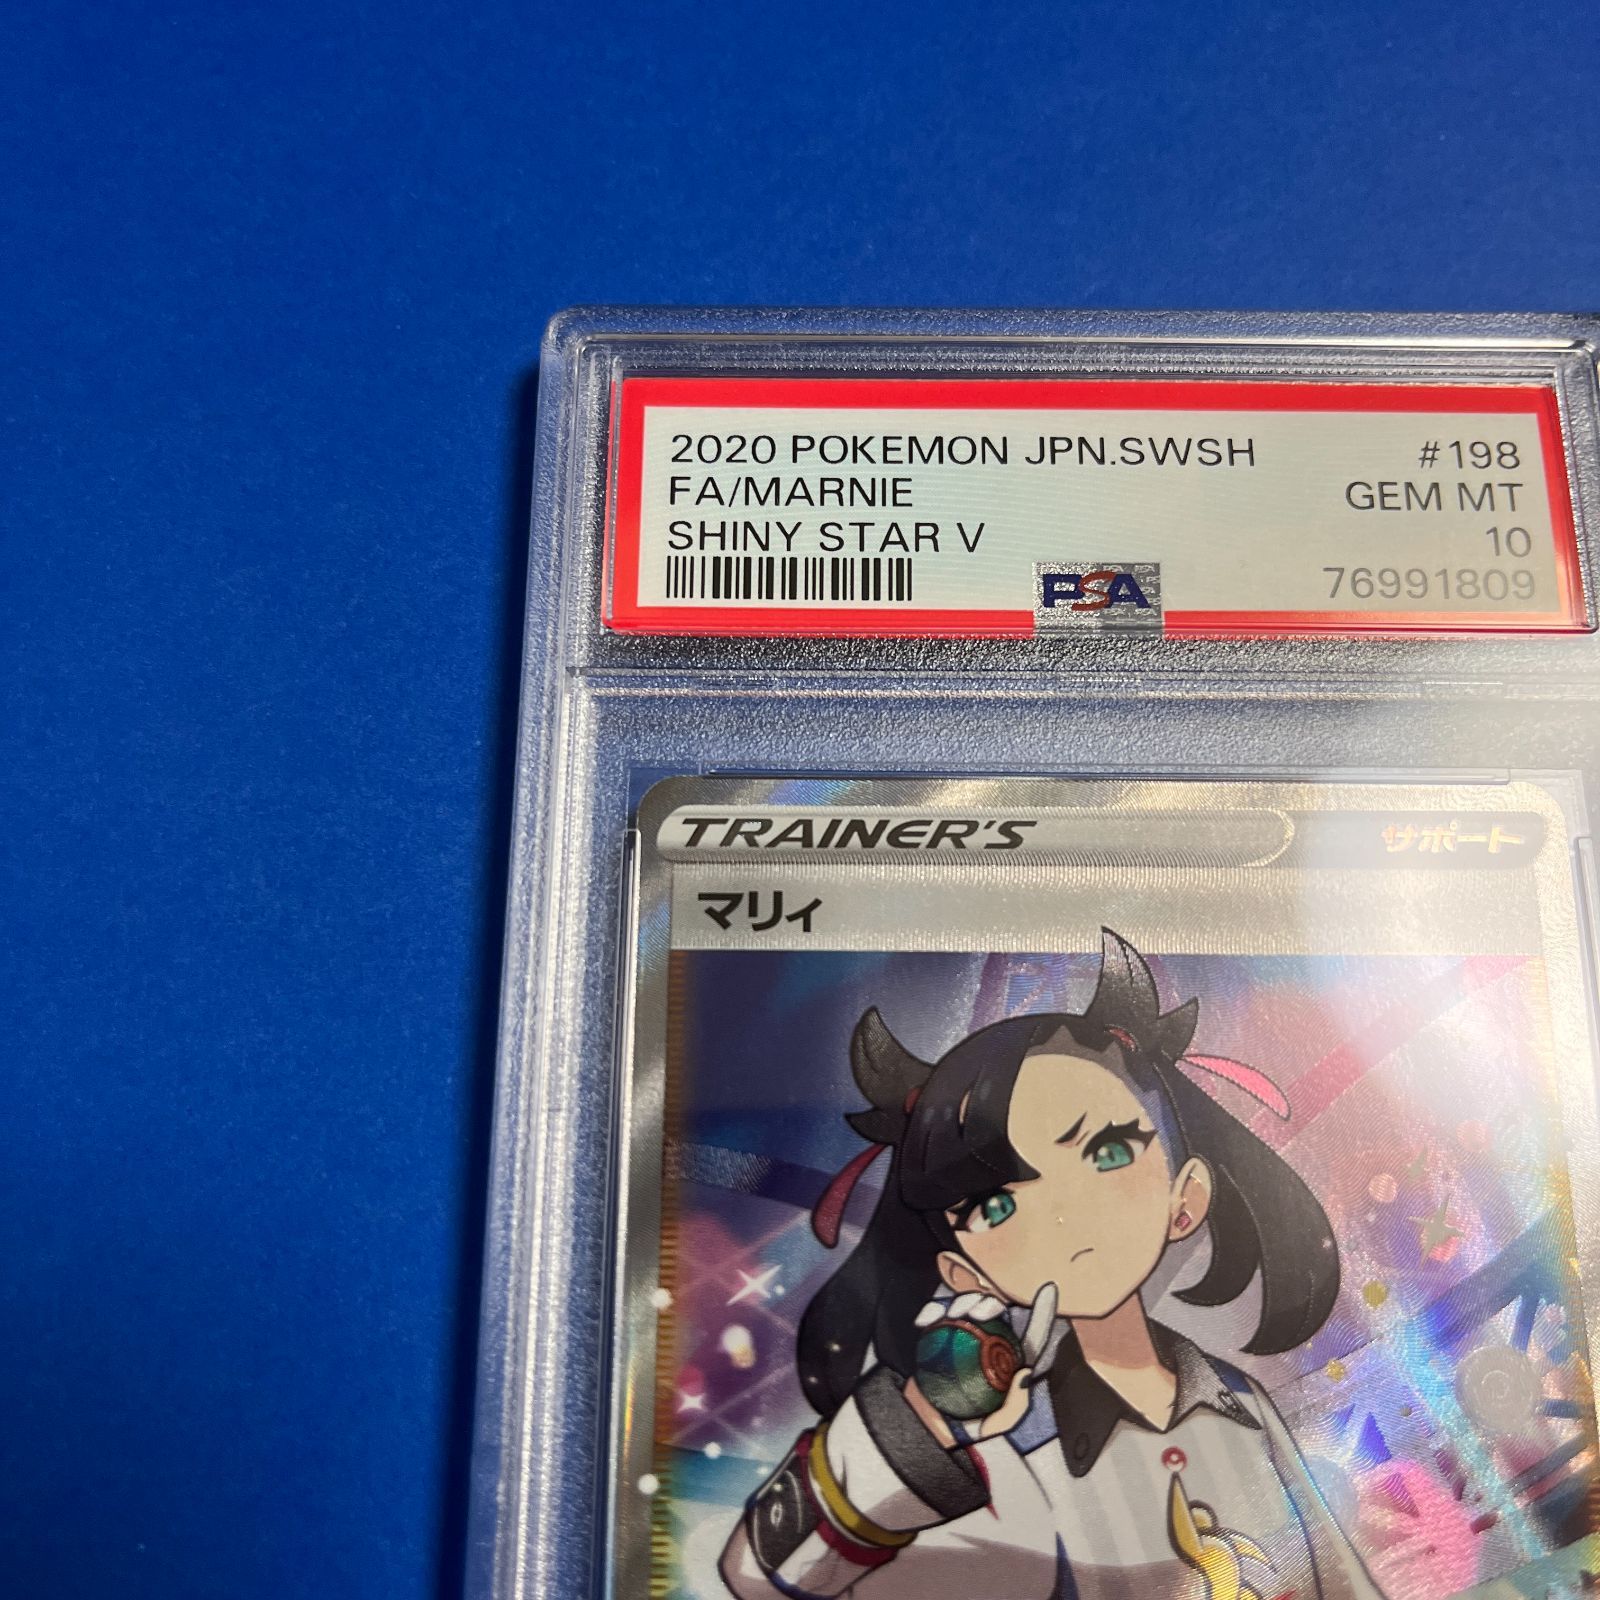 2020 POKEMON JPN.SWSH #198
FA/MARNIE GEM MT
SHINY STAR V 10
PSA 76991809
TRAINER'S サポート
マリィ